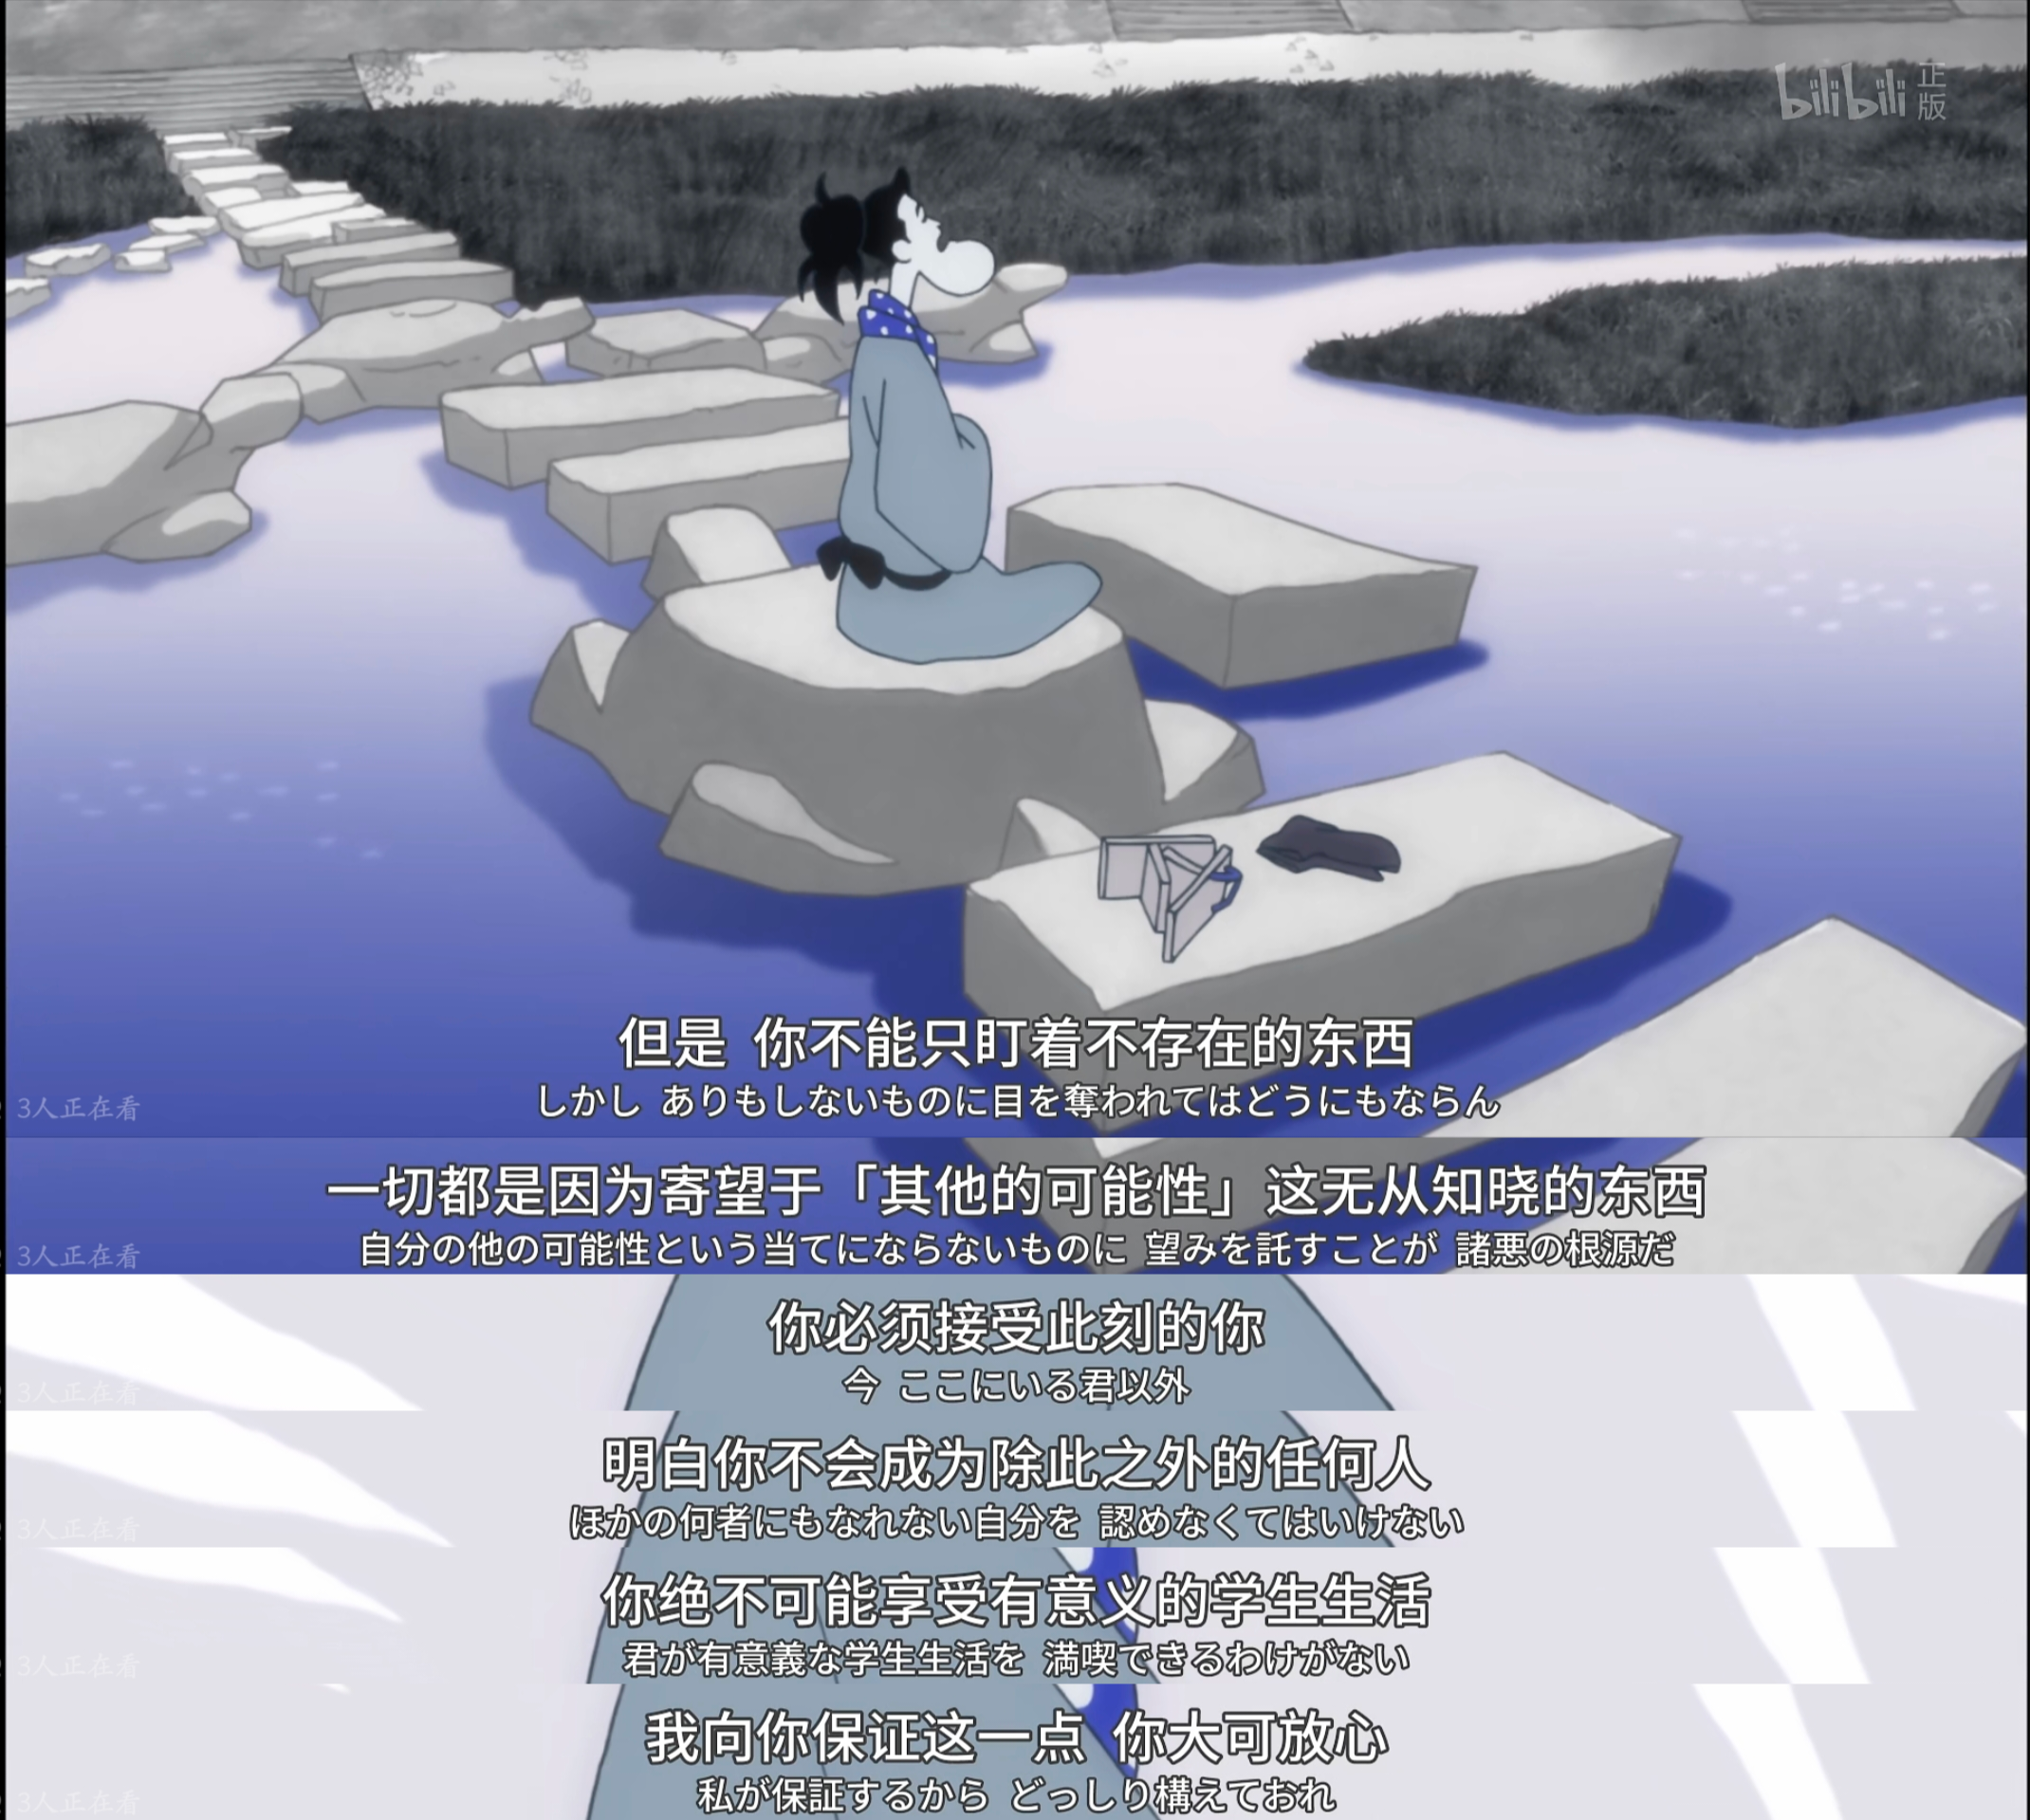 bilibili 正版
但是 你不能只盯着不存在的东西
しかし ありもしないものに目を奪われてはどうにもならん
3人正在看
一切都是因为寄望于「其他的可能性」这无从知晓的东西
自分の他の可能性という当てにならないものに 望みを託すことが 諸悪の根源だ
3人正在看
你必须接受此刻的你
今 ここにいる君以外
3人正在看
明白你不会成为除此之外的任何人
ほかの何者にもなれない自分を 認めなくてはいけない
3人正在看
你绝不可能享受有意义的学生生活
君が有意義な学生生活を 満喫できるわけがない
3人正在看
我向你保证这一点 你大可放心
私が保証するから どっしり構えておれ
3人正在看